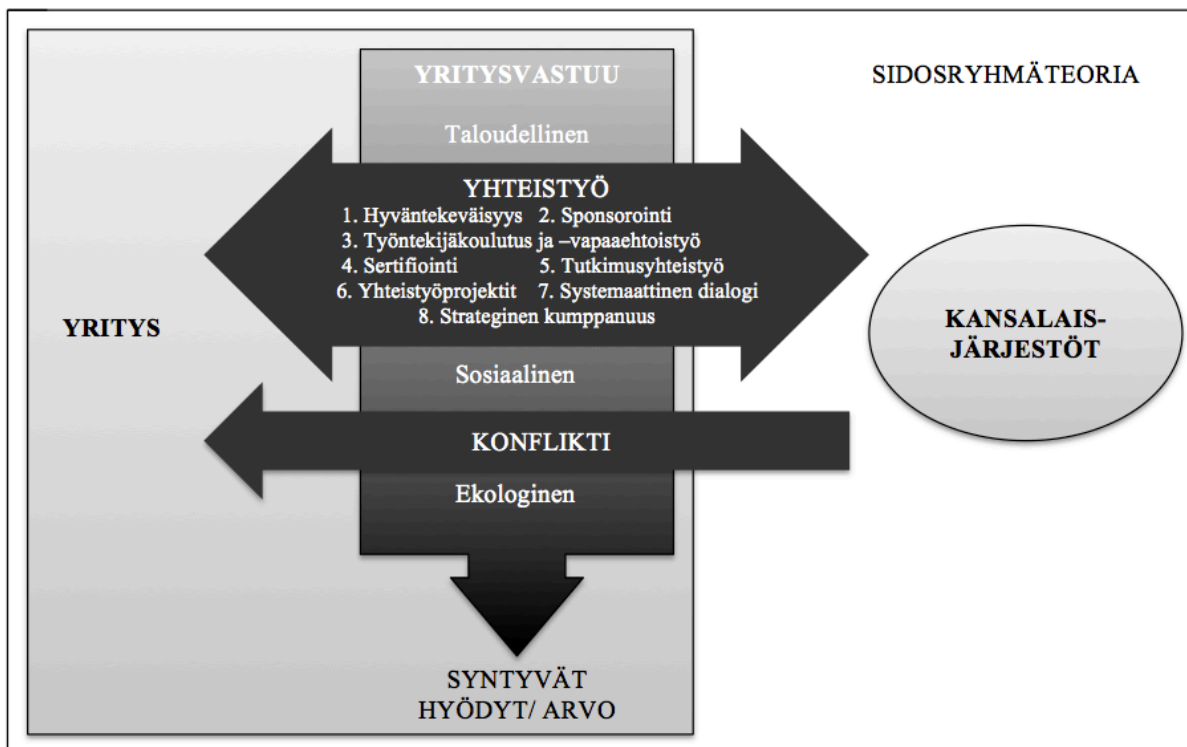 YRITYSVASTUU
SIDOSRYHMÄTEORIA
Taloudellinen
YHTEISTYÖ
1. Hyväntekeväisyys 2. Sponsorointi
3. Työntekijäkoulutus ja –vapaaehtoistyö
4. Sertifiointi 5. Tutkimusyhteistyö
6. Yhteistyöprojektit 7. Systemaattinen dialogi
8. Strateginen kumppanuus
YRITYS
KANSALAIS-
JÄRJESTÖT
Sosiaalinen
KONFLIKTI
Ekologinen
SYNTYVÄT
HYÖDYT/ ARVO